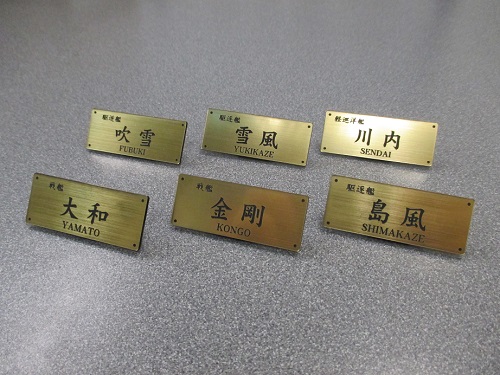 駆逐艦
吹雪
FUBUKI
駆逐艦
雪風
YUKIKAZE
軽巡洋艦
川内
SENDAI
戦艦
大和
YAMATO
戦艦
金剛
KONGO
駆逐艦
島風
SHIMAKAZE